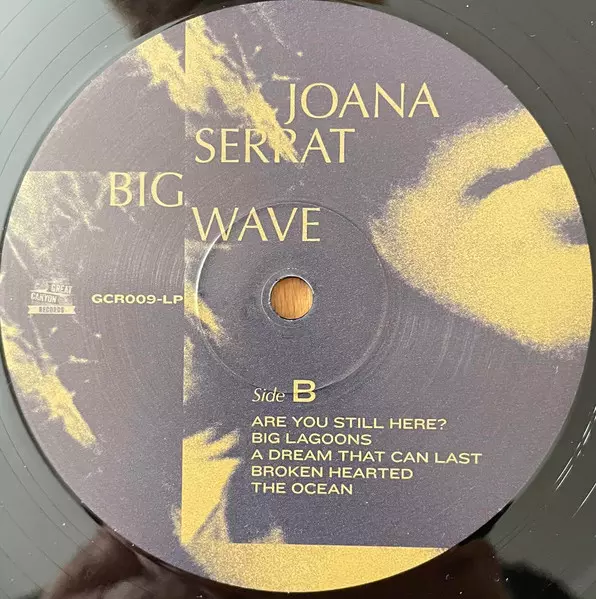 JOANA
SERRAT
BIG
WAVE
GREAT
CANYON
RECORDS
GCR009-LP
Side B
ARE YOU STILL HERE?
BIG LAGOONS
A DREAM THAT CAN LAST
BROKEN HEARTED
THE OCEAN